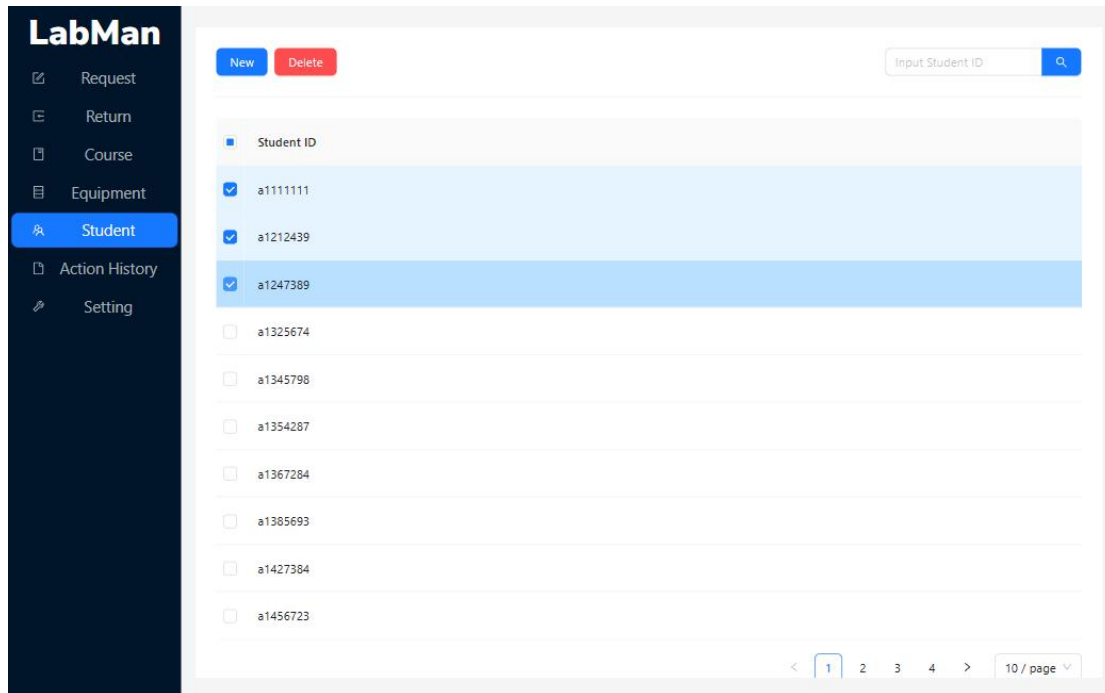 LabMan
Request
Return
Course
Equipment
Student
Action History
Setting
New Delete Input Student ID
Student ID
a1111111
a1212439
a1247389
a1325674
a1345798
a1354287
a1367284
a1385693
a1427384
a1456723
< 1 2 3 4 > 10 / page